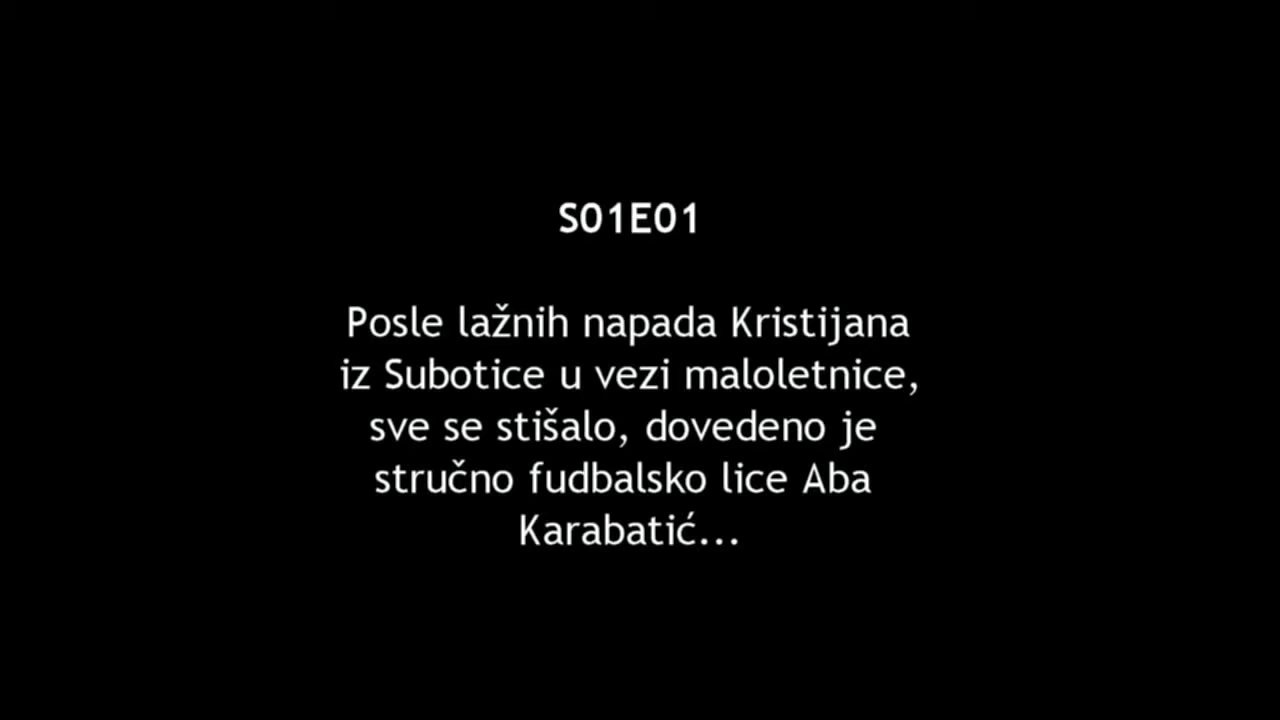 S01E01
Posle lažnih napada Kristijana
iz Subotice u vezi maloletnice,
sve se stišalo, dovedeno je
stručno fudbalsko lice Aba
Karabatić...